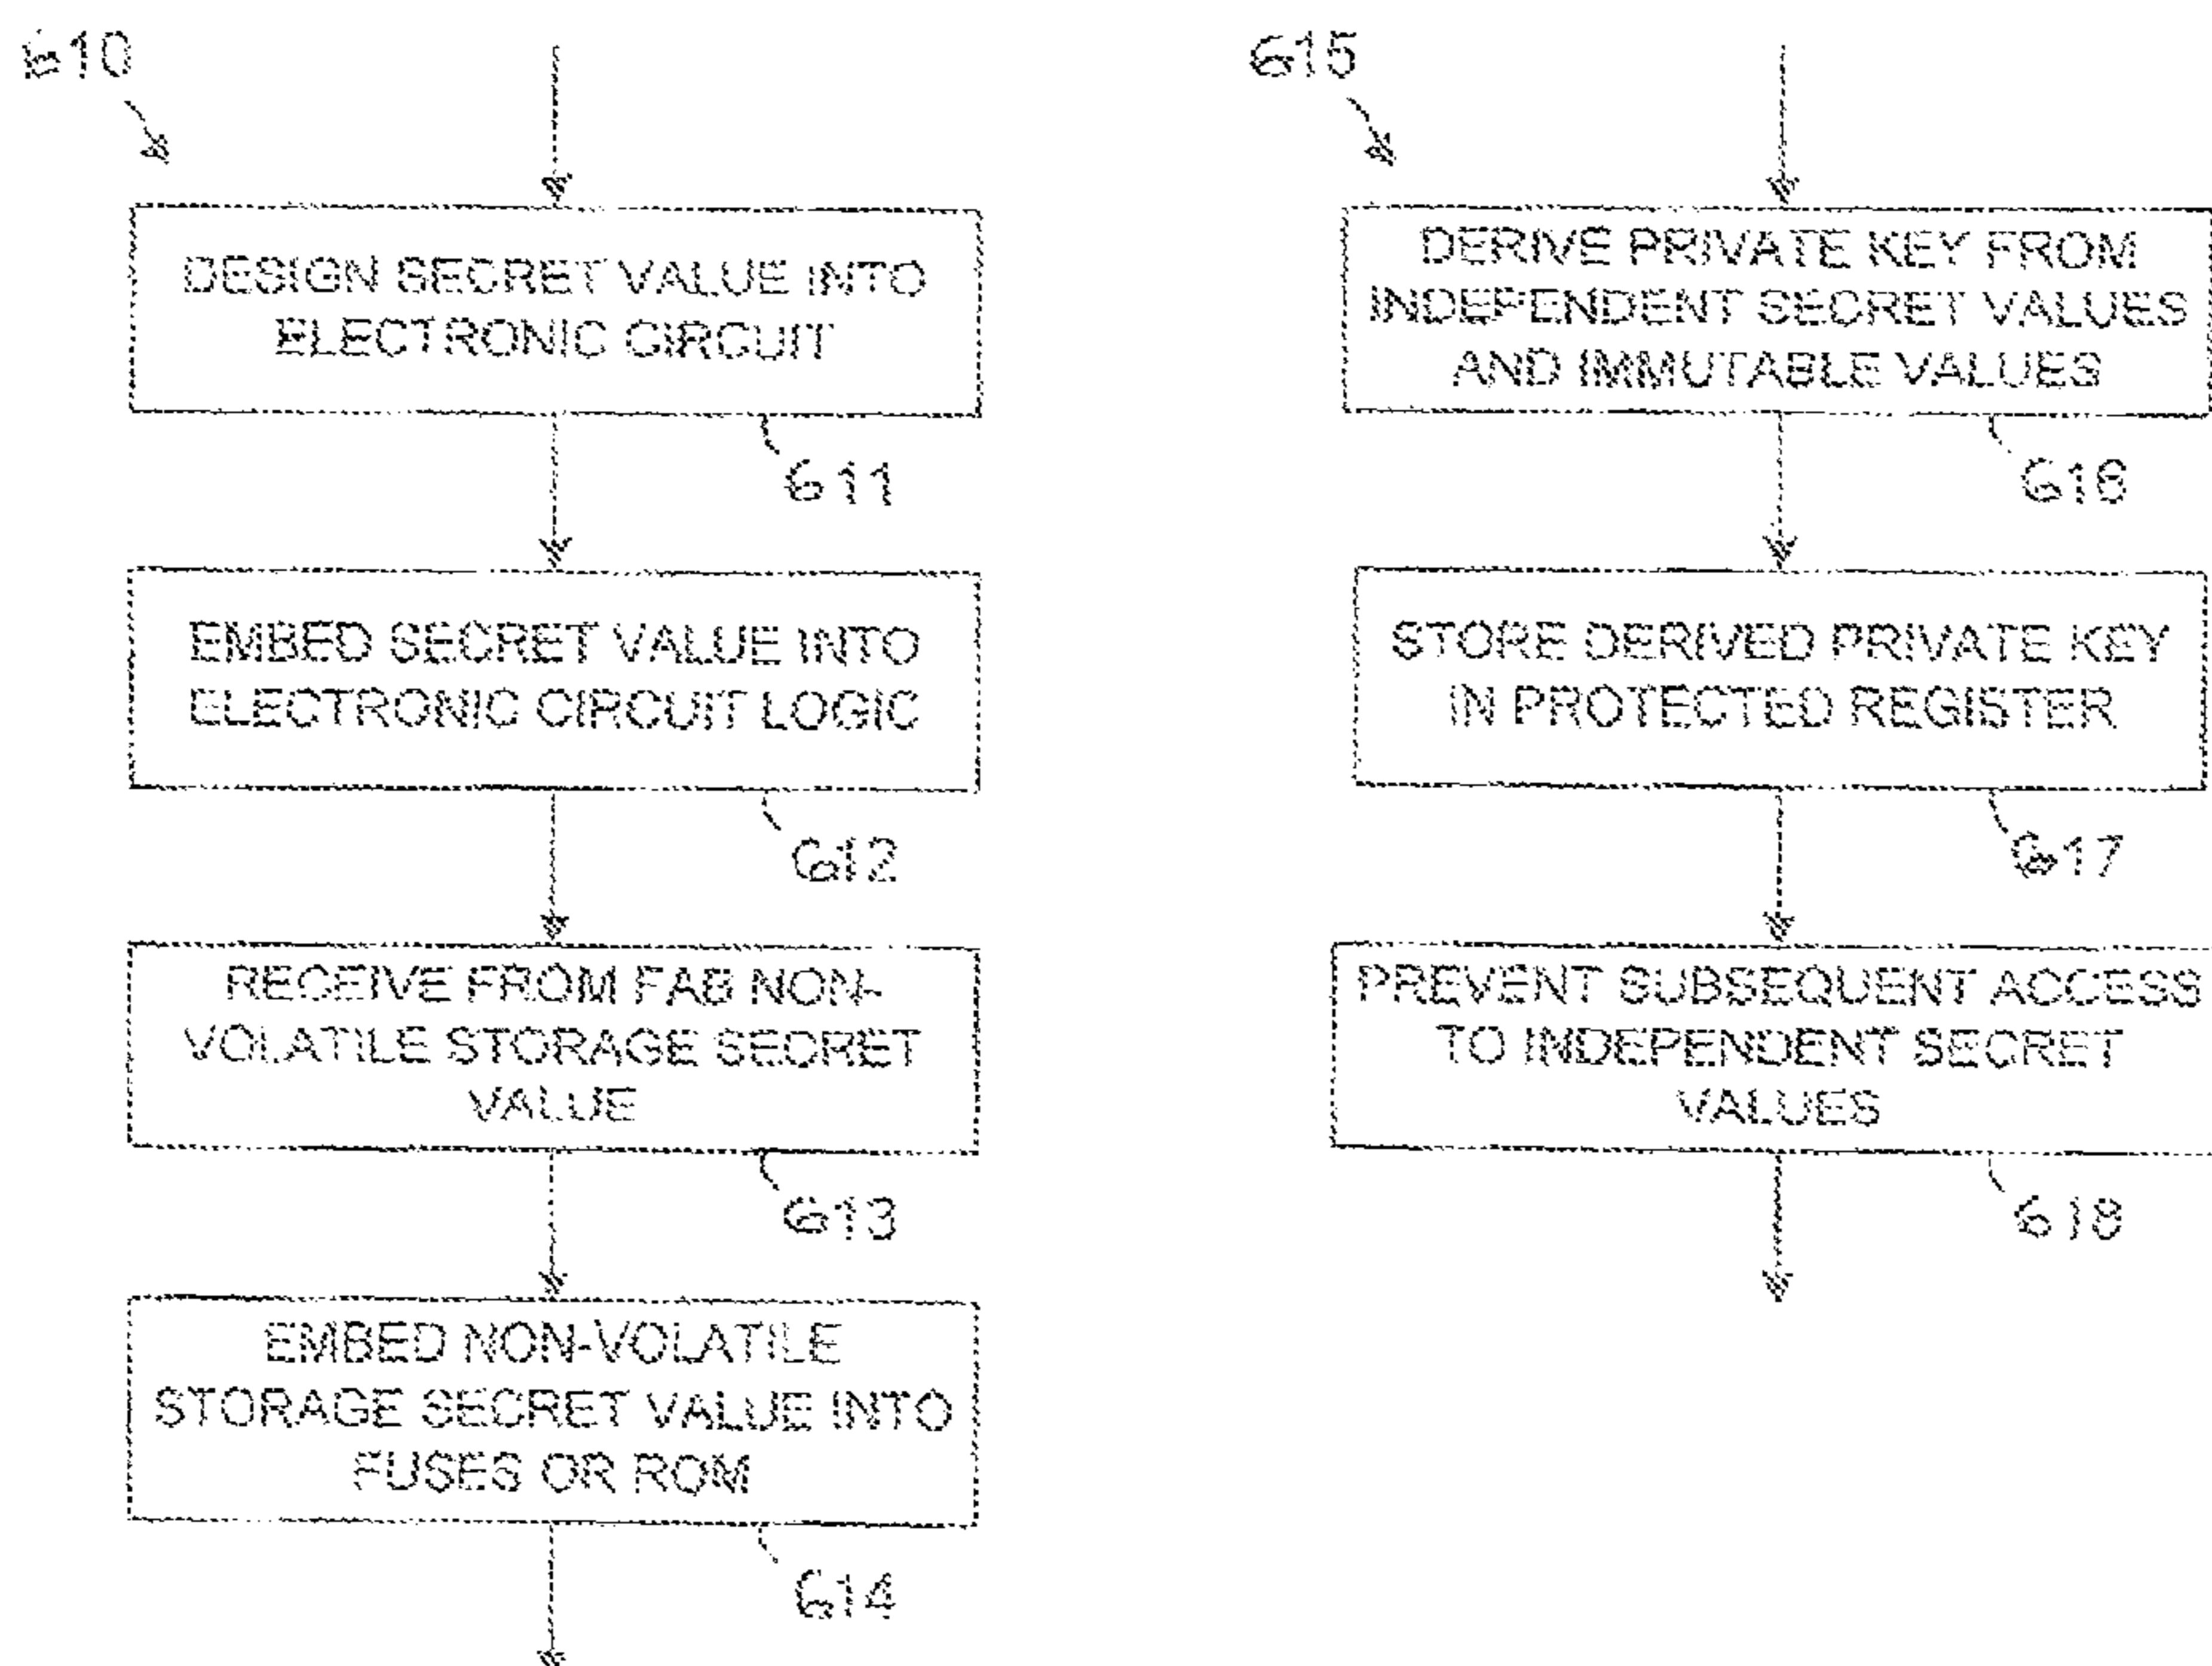 610
DESIGN SECRET VALUE INTO
ELECTRONIC CIRCUIT
611
EMBED SECRET VALUE INTO
ELECTRONIC CIRCUIT LOGIC
612
RECEIVE FROM FAB NON-
VOLATILE STORAGE SECRET
VALUE
613
EMBED NON-VOLATILE
STORAGE SECRET VALUE INTO
FUSES OR ROM
614
615
DERIVE PRIVATE KEY FROM
INDEPENDENT SECRET VALUES
AND IMMUTABLE VALUES
616
STORE DERIVED PRIVATE KEY
IN PROTECTED REGISTER
617
PREVENT SUBSEQUENT ACCESS
TO INDEPENDENT SECRET
VALUES
618